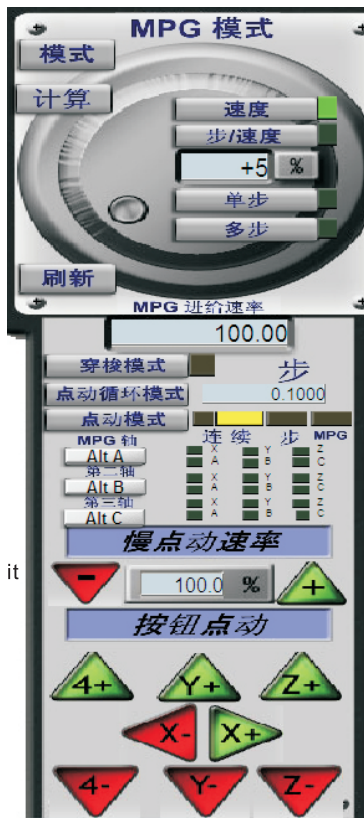 MPG 模式
模式
计算
速度
步/速度
+5 %
单步
多步
刷新
MPG 进给速率
100.00
穿梭模式
步
点动循环模式 0.1000
点动模式
MPG 轴 连 续 步 MPG
Alt A X Y Z
A B C
第二轴
Alt B X Y Z
A B C
第三轴
Alt C X Y Z
A B C
慢点动速率
it
- 100.0 % +
按钮点动
4+ Y+ Z+
X- X+
4- Y- Z-